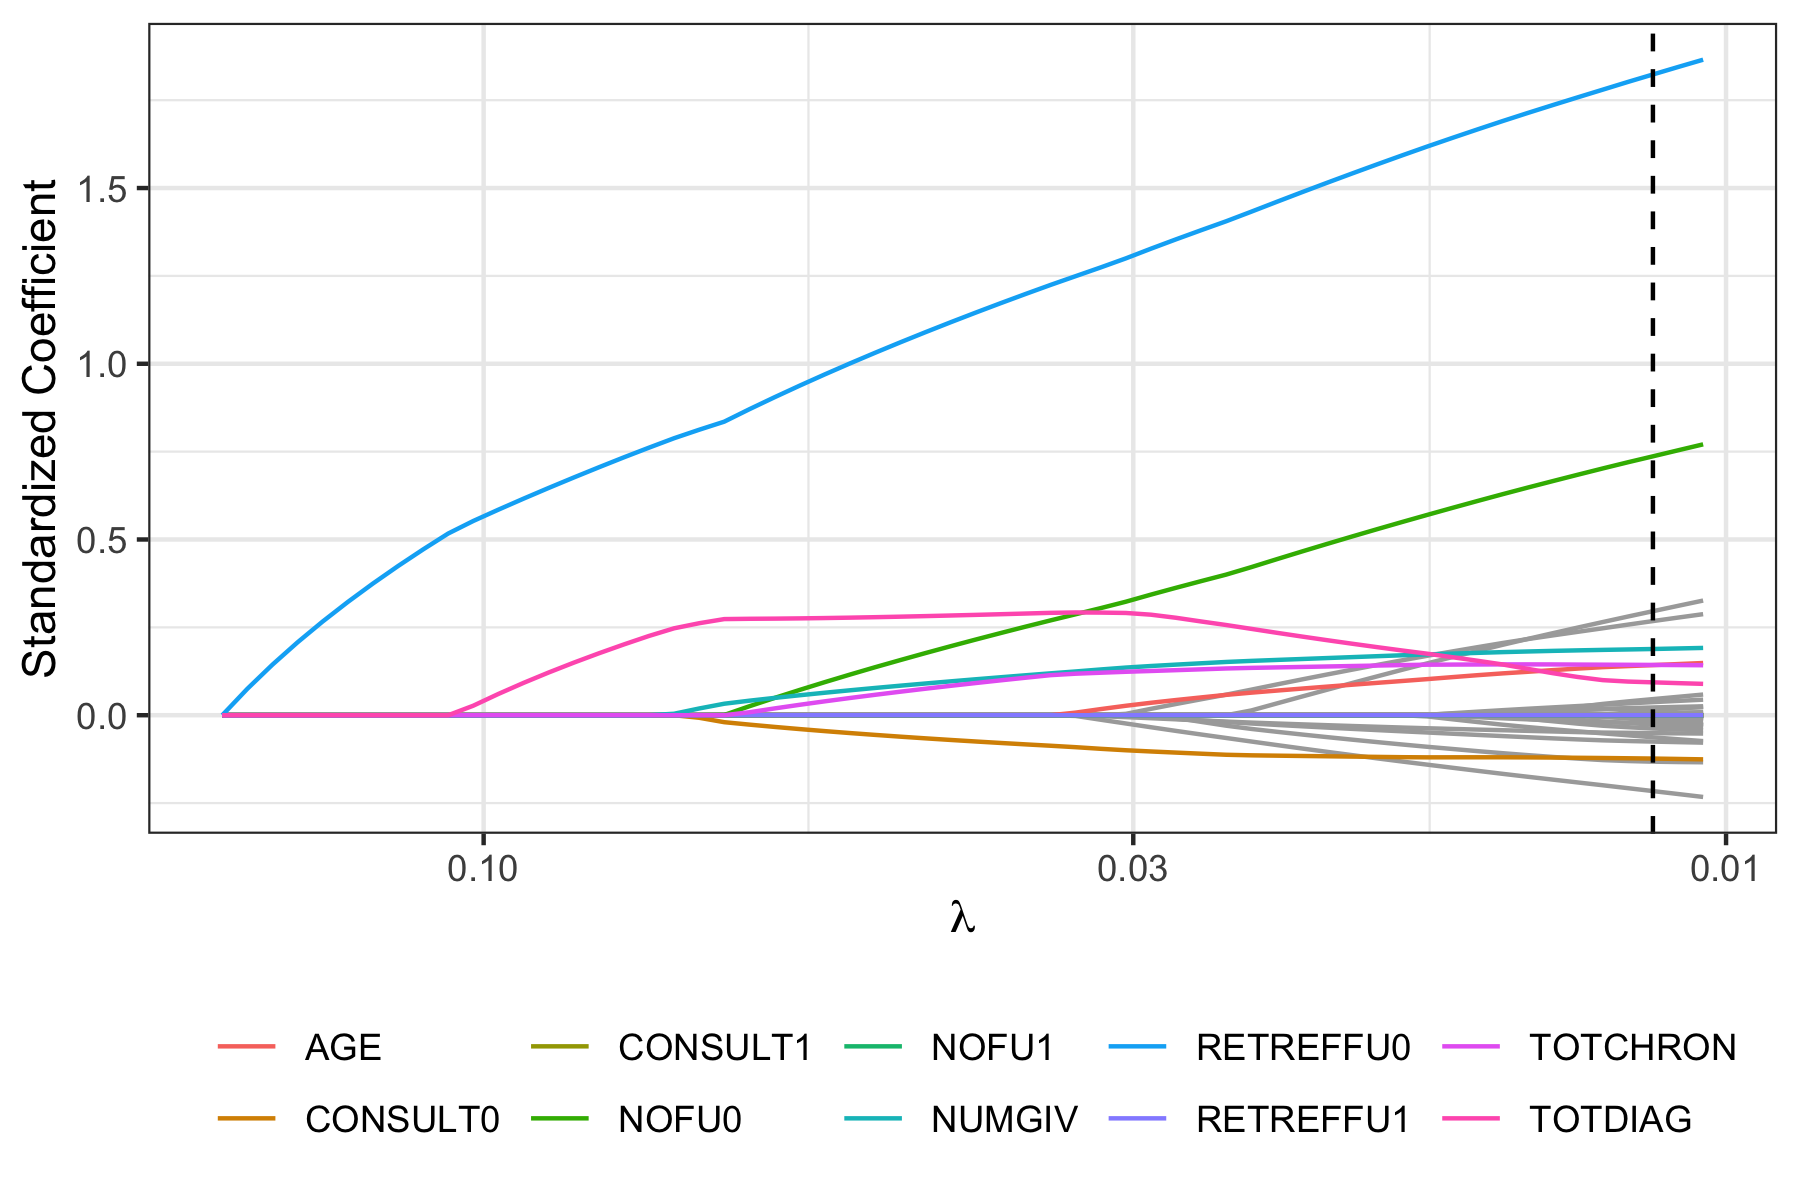 Standardized Coefficient
1.5
1.0
0.5
0.0
0.10 0.03 0.01
λ
AGE CONSULT1 NOFU1 RETREFFU0 TOTCHRON
CONSULT0 NOFU0 NUMGIV RETREFFU1 TOTDIAG